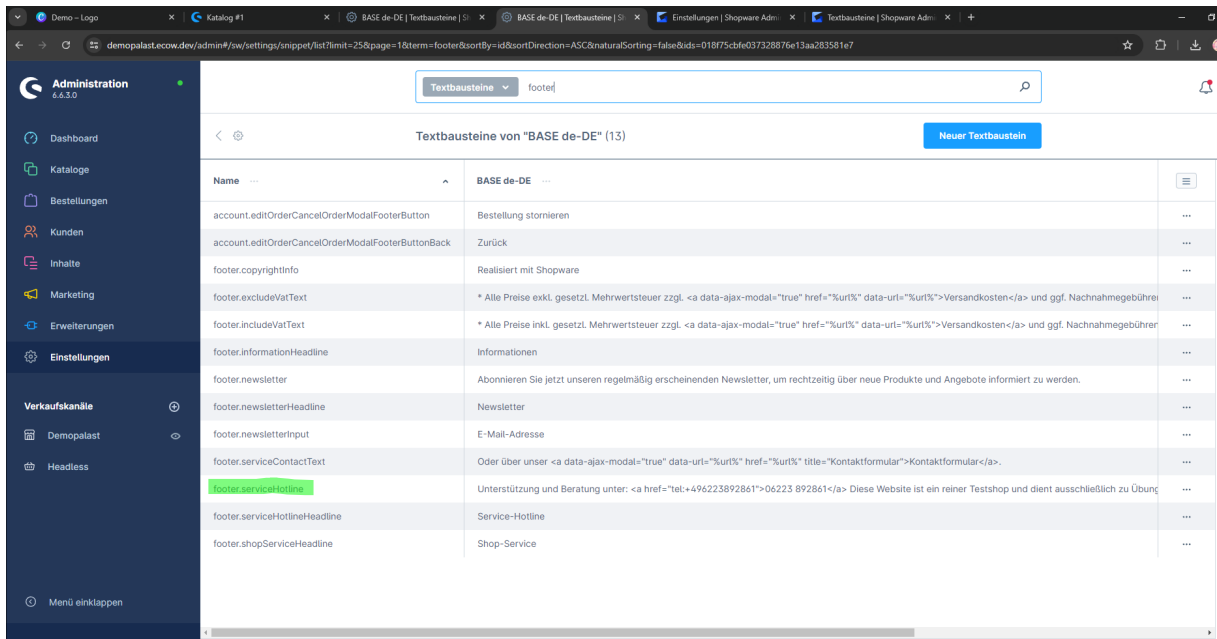 Demo – Logo
Katalog #1
BASE de-DE | Textbausteine | Sh
BASE de-DE | Textbausteine | Sh
Einstellungen | Shopware Admi
Textbausteine | Shopware Admi
demopalast.ecow.dev/admin#/sw/settings/snippet/list?limit=25&page=1&term=footer&sortBy=id&sortDirection=ASC&naturalSorting=false&ids=018f75cbfe037328876e13aa283581e7
Administration
6.6.3.0
Textbausteine footer
Dashboard
Kataloge
Bestellungen
Kunden
Inhalte
Marketing
Erweiterungen
Einstellungen
Verkaufskanäle
Demopalast
Headless
Menü einklappen
Textbausteine von "BASE de-DE" (13)
Neuer Textbaustein
Name ... BASE de-DE ...
account.editOrderCancelOrderModalFooterButton Bestellung stornieren
account.editOrderCancelOrderModalFooterButtonBack Zurück
footer.copyrightInfo Realisiert mit Shopware
footer.excludeVatText * Alle Preise exkl. gesetzl. Mehrwertsteuer zzgl. <a data-ajax-modal="true" href="%url%" data-url="%url%">Versandkosten</a> und ggf. Nachnahmegebühre
footer.includeVatText * Alle Preise inkl. gesetzl. Mehrwertsteuer zzgl. <a data-ajax-modal="true" href="%url%" data-url="%url%">Versandkosten</a> und ggf. Nachnahmegebühren
footer.informationHeadline Informationen
footer.newsletter Abonnieren Sie jetzt unseren regelmäßig erscheinenden Newsletter, um rechtzeitig über neue Produkte und Angebote informiert zu werden.
footer.newsletterHeadline Newsletter
footer.newsletterInput E-Mail-Adresse
footer.serviceContactText Oder über unser <a data-ajax-modal="true" data-url="%url%" href="%url%" title="Kontaktformular">Kontaktformular</a>.
footer.serviceHotline Unterstützung und Beratung unter: <a href="tel:+496223892861">06223 892861</a> Diese Website ist ein reiner Testshop und dient ausschließlich zu Übung
footer.serviceHotlineHeadline Service-Hotline
footer.shopServiceHeadline Shop-Service